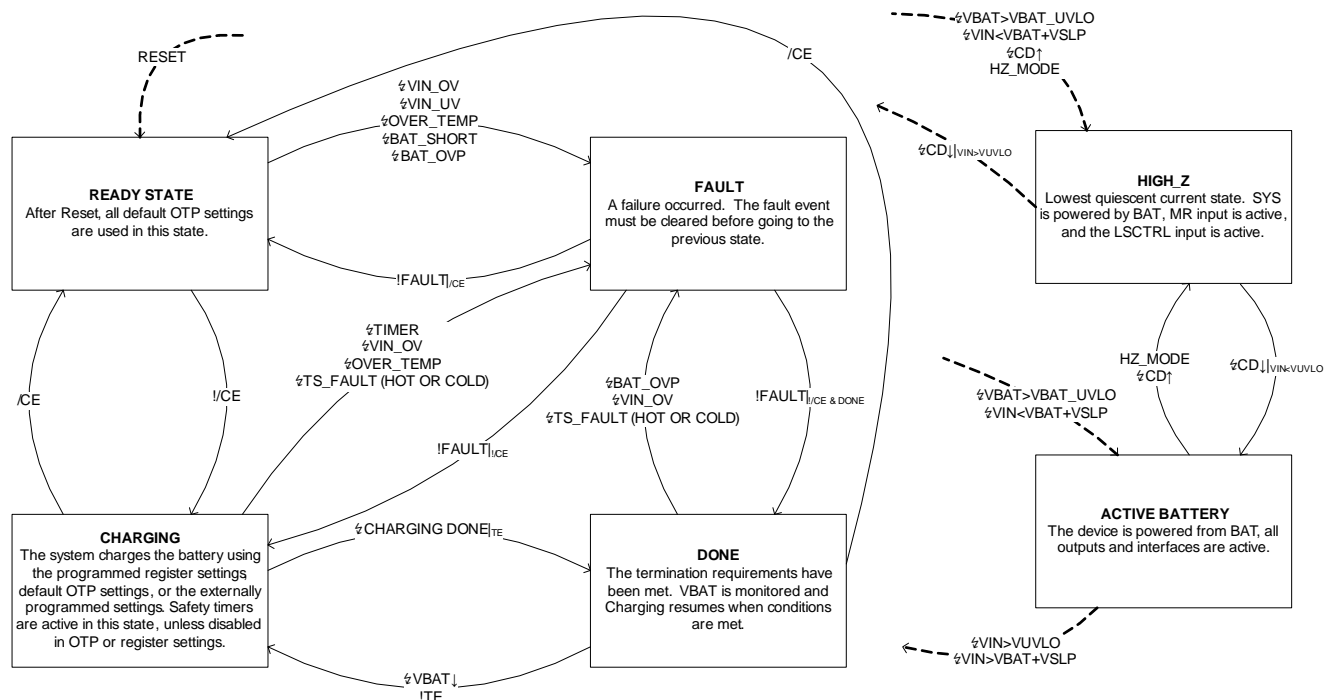 RESET
/CE
↯VIN_OV
↯VIN_UV
↯OVER_TEMP
↯BAT_SHORT
↯BAT_OVP
↯VBAT>VBAT_UVLO
↯VIN<VBAT+VSLP
↯CD↑
HZ_MODE
↯CD↓|VIN>VUVLO
READY STATE
After Reset, all default OTP settings
are used in this state.
FAULT
A failure occurred. The fault event
must be cleared before going to the
previous state.
HIGH_Z
Lowest quiescent current state. SYS
is powered by BAT, MR input is active,
and the LSCTRL input is active.
!FAULT|/CE
↯TIMER
↯VIN_OV
↯OVER_TEMP
↯TS_FAULT (HOT OR COLD)
/CE
!/CE
↯BAT_OVP
↯VIN_OV
↯TS_FAULT (HOT OR COLD)
!FAULT|!/CE & DONE
!FAULT|!/CE
HZ_MODE
↯CD↑
↯CD↓|VIN<VUVLO
↯VBAT>VBAT_UVLO
↯VIN<VBAT+VSLP
CHARGING
The system charges the battery using
the programmed register settings,
default OTP settings, or the externally
programmed settings. Safety timers
are active in this state, unless disabled
in OTP or register settings.
↯CHARGING DONE|TE
DONE
The termination requirements have
been met. VBAT is monitored and
Charging resumes when conditions
are met.
ACTIVE BATTERY
The device is powered from BAT, all
outputs and interfaces are active.
↯VBAT↓
!TE
↯VIN>VUVLO
↯VIN>VBAT+VSLP